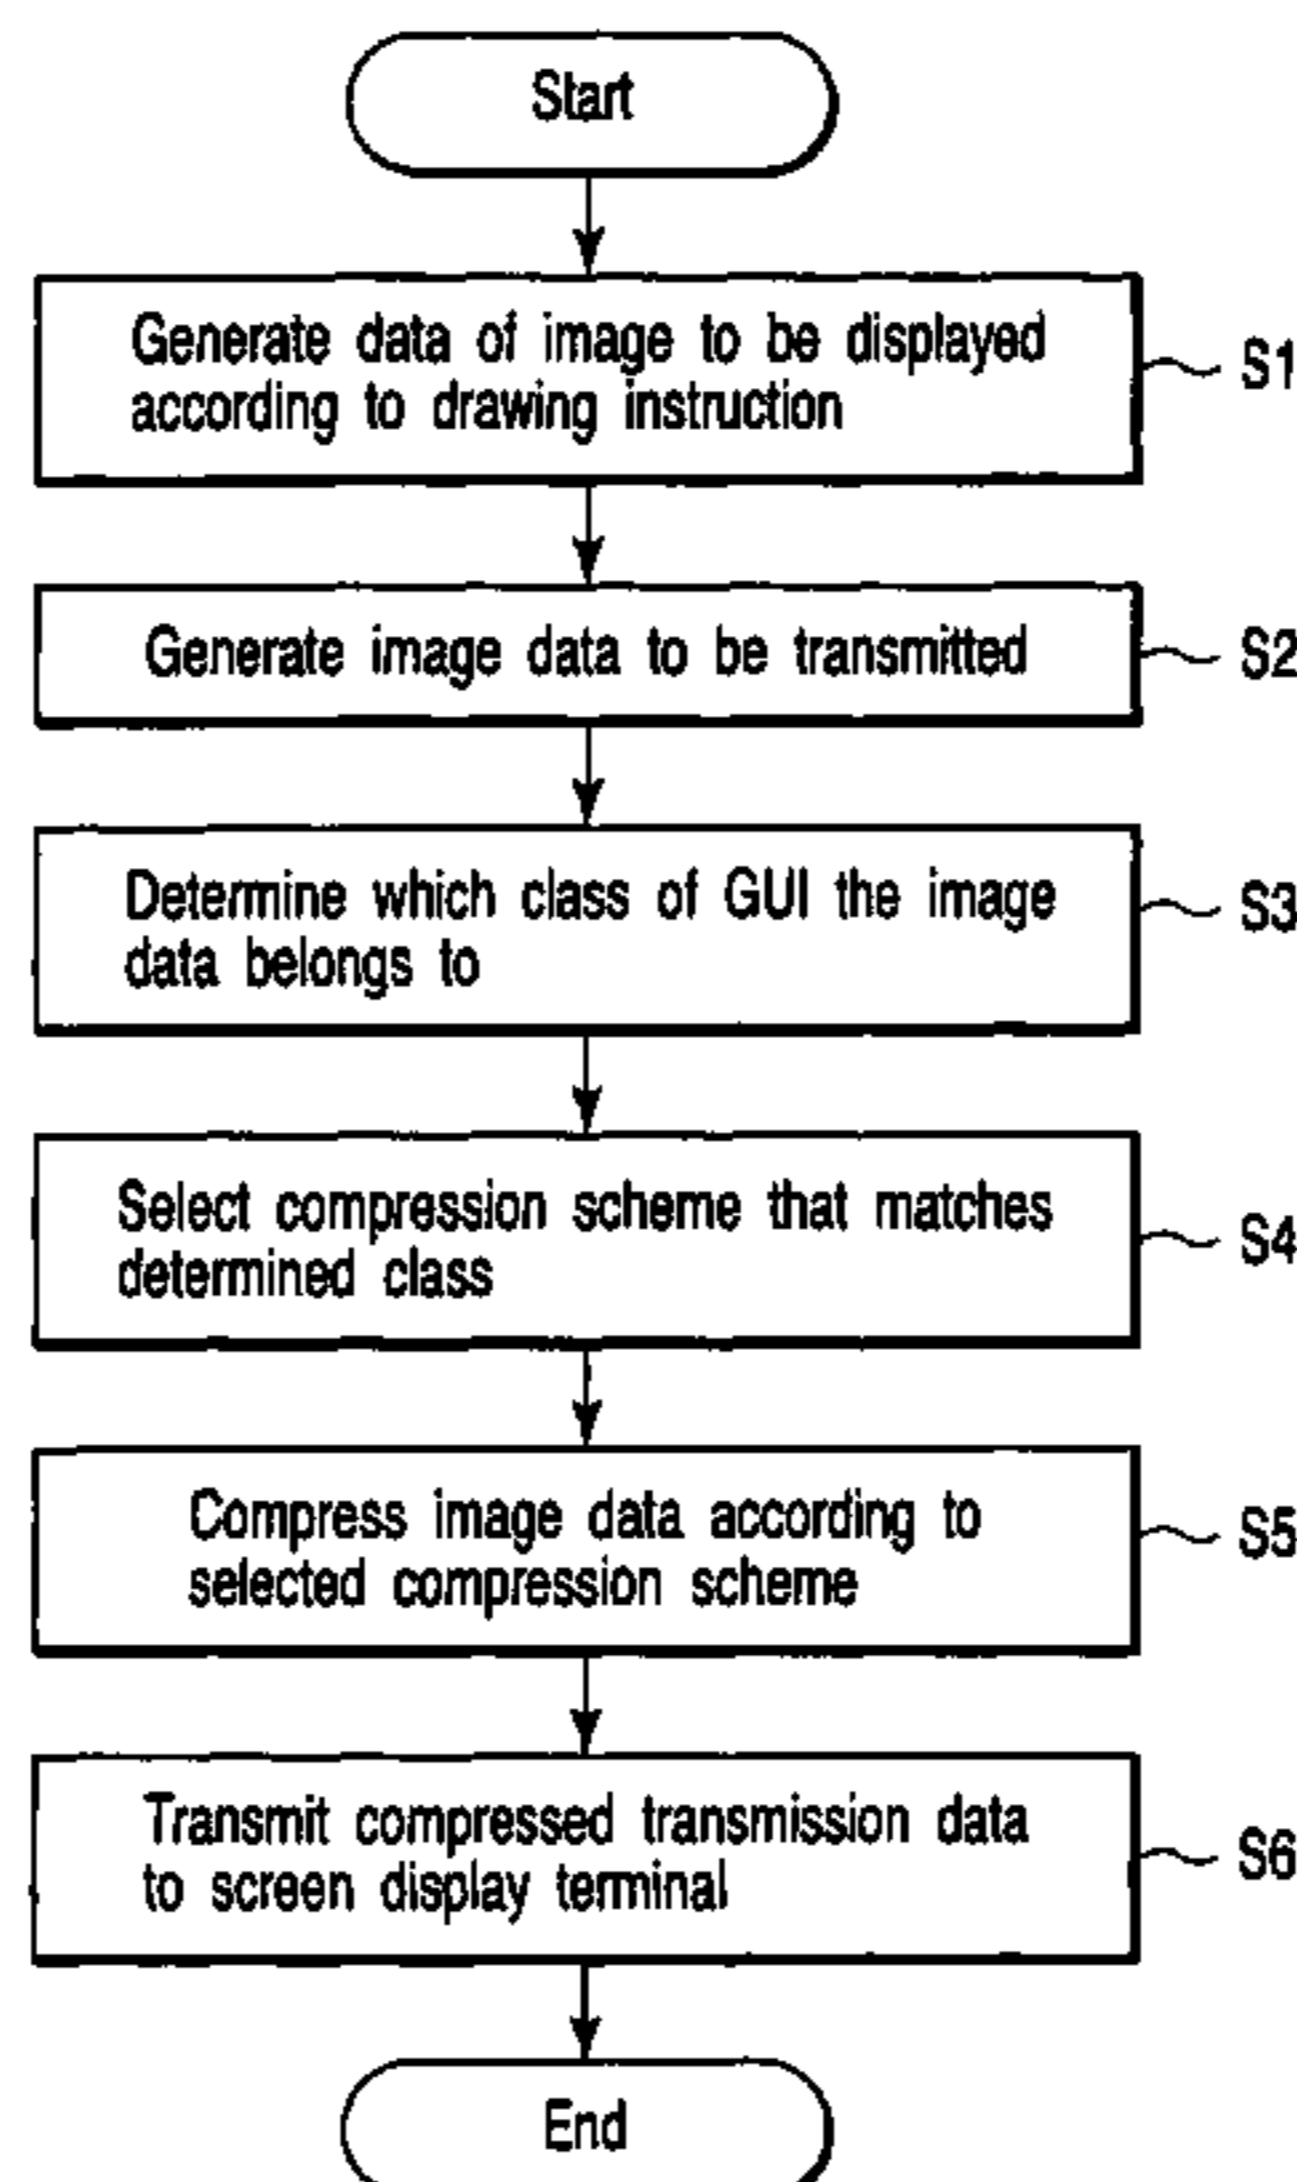 Start
Generate data of image to be displayed
according to drawing instruction
S1
Generate image data to be transmitted
S2
Determine which class of GUI the image
data belongs to
S3
Select compression scheme that matches
determined class
S4
Compress image data according to
selected compression scheme
S5
Transmit compressed transmission data
to screen display terminal
S6
End